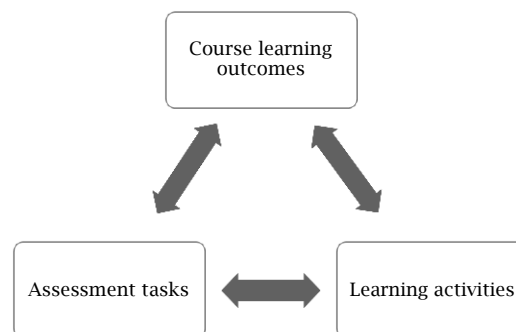 Course learning
outcomes
Assessment tasks
Learning activities